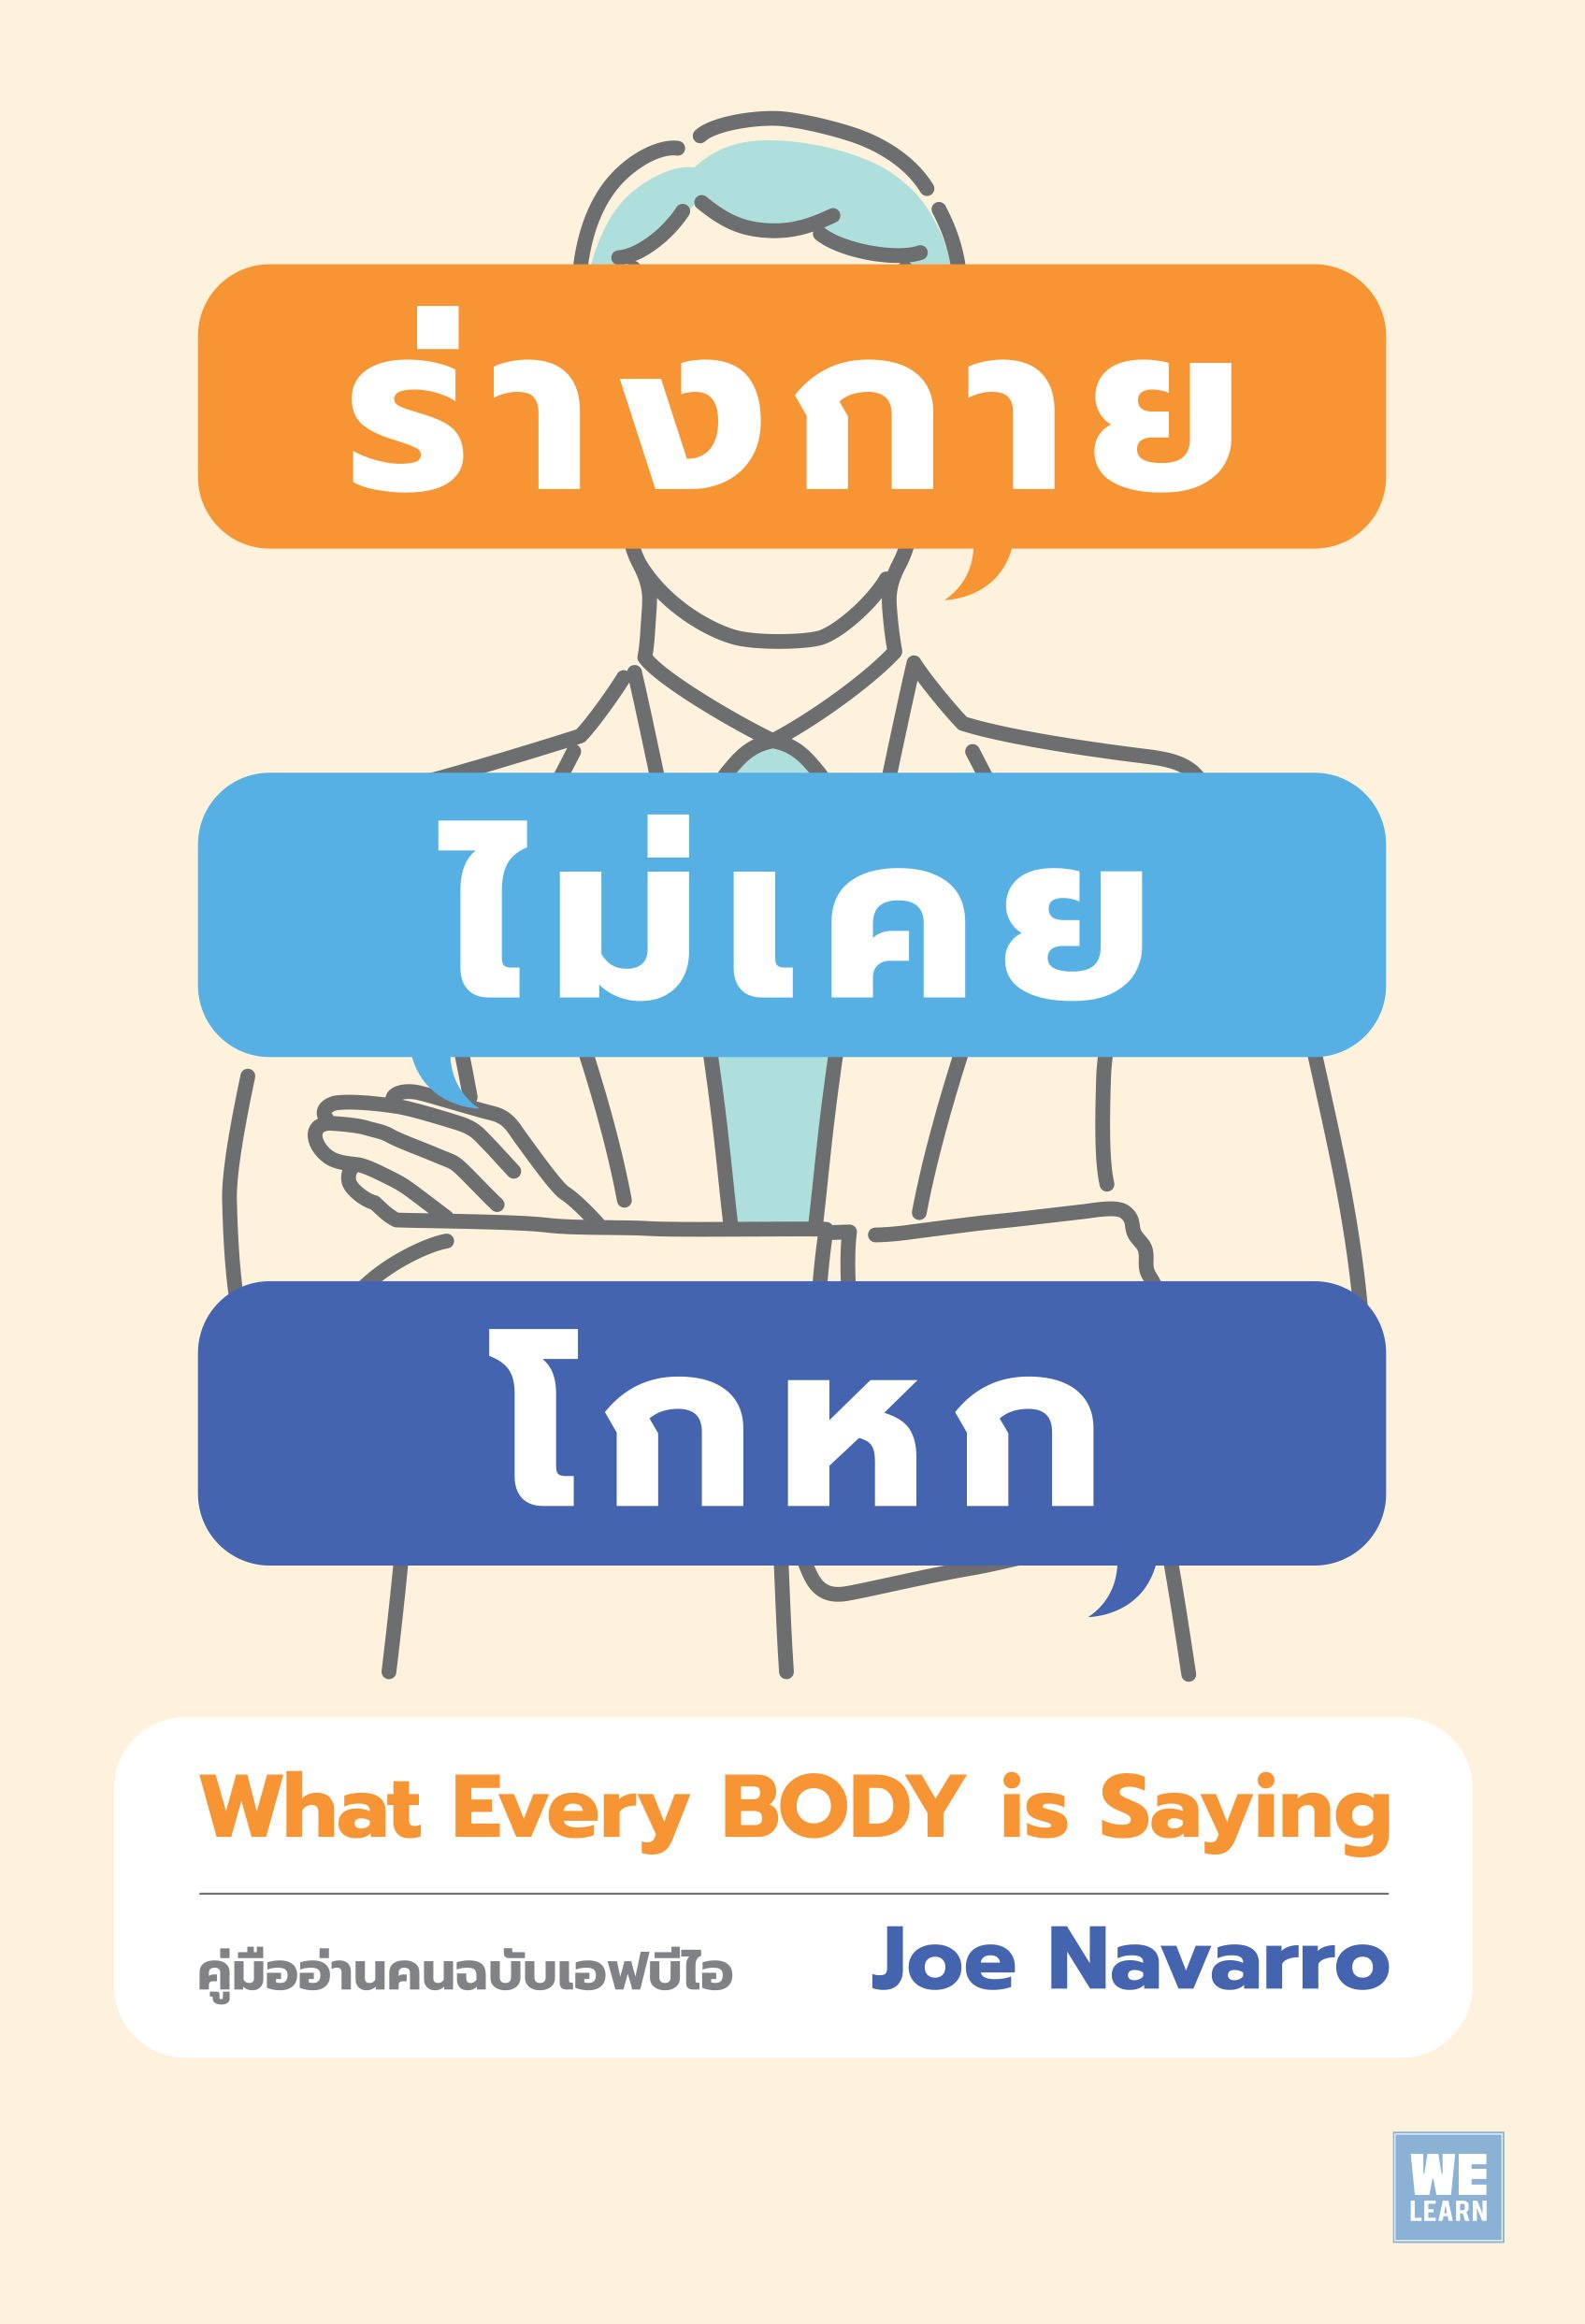 ร่างกาย
ไม่เคย
โกหก
What Every BODY is Saying
คู่มืออ่านคนฉบับเอฟบีไอ
Joe Navarro
WE
LEARN